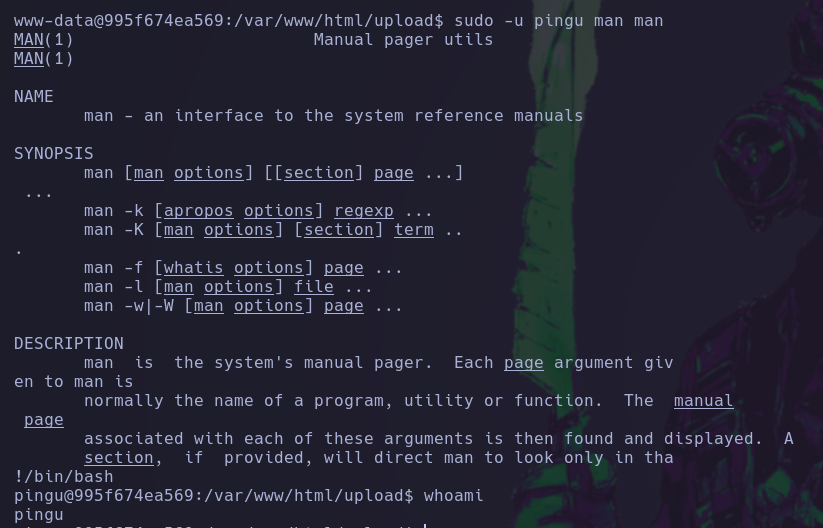 www-data@995f674ea569:/var/www/html/upload$ sudo -u pingu man man
MAN(1)                        Manual pager utils
MAN(1)
NAME
       man - an interface to the system reference manuals
SYNOPSIS
       man [man options] [[section] page ...]
 ...
       man -k [apropos options] regexp ...
       man -K [man options] [section] term ..
.
       man -f [whatis options] page ...
       man -l [man options] file ...
       man -w|-W [man options] page ...
DESCRIPTION
       man  is  the system's manual pager.  Each page argument giv
en to man is
       normally the name of a program, utility or function.  The  manual
 page
       associated with each of these arguments is then found and displayed.  A
       section,  if  provided, will direct man to look only in tha
!/bin/bash
pingu@995f674ea569:/var/www/html/upload$ whoami
pingu